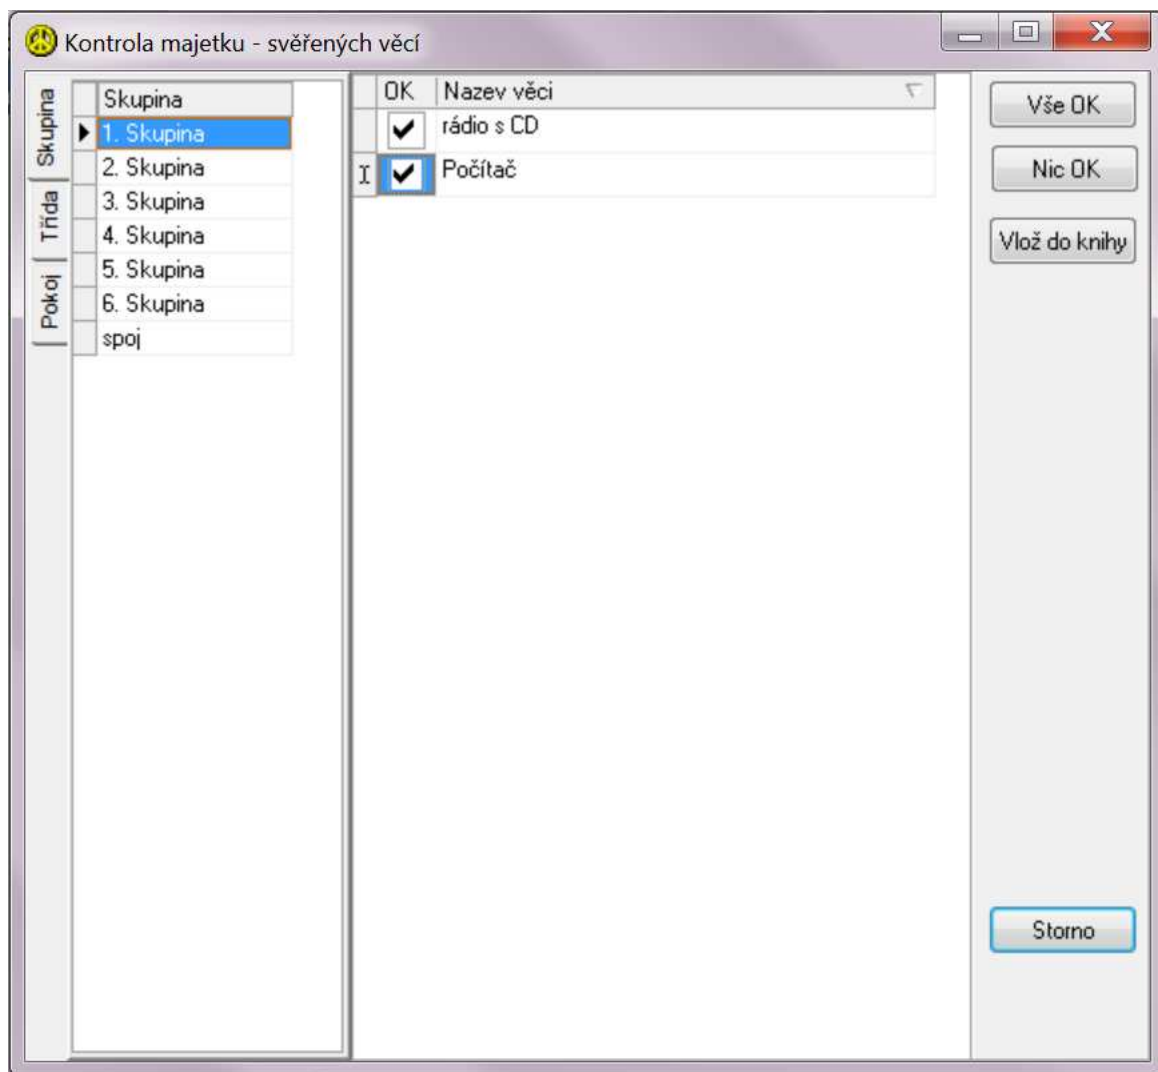 Kontrola majetku - svěřených věcí
Skupina
Třída
Pokoj
Skupina
1. Skupina
2. Skupina
3. Skupina
4. Skupina
5. Skupina
6. Skupina
spoj
OK Nazev věci
rádio s CD
Počítač
Vše OK
Nic OK
Vlož do knihy
Storno